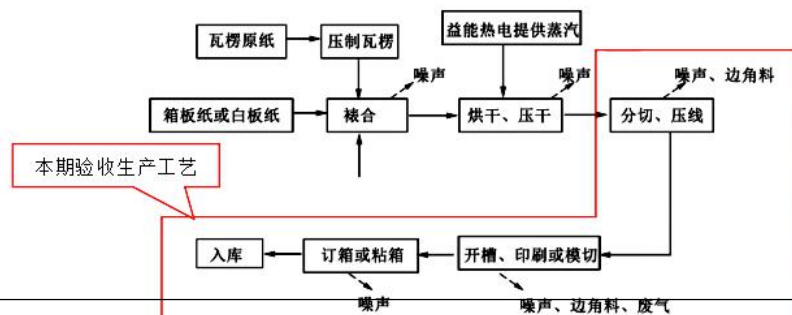 益能热电提供蒸汽
瓦楞原纸
压制瓦楞
噪声
噪声
噪声、边角料
箱板纸或白板纸
裱合
烘干、压干
分切、压线
本期验收生产工艺
入库
订箱或粘箱
开槽、印刷或模切
噪声
噪声、边角料、废气